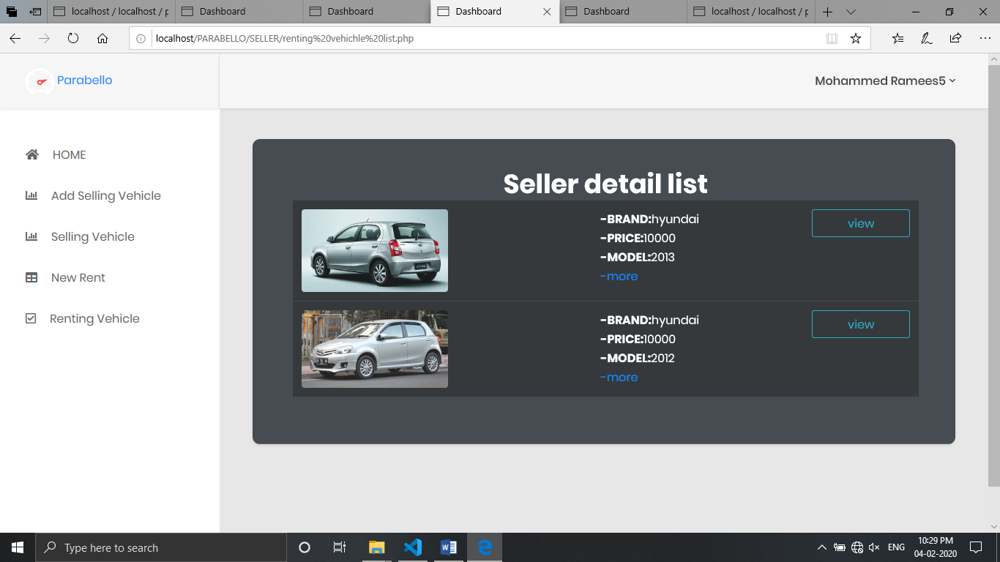 localhost / localhost / p
Dashboard
Dashboard
Dashboard
Dashboard
localhost / localhost / p
localhost/PARABELLO/SELLER/renting%20vehichle%20list.php
Parabello
Mohammed Ramees5
HOME
Add Selling Vehicle
Selling Vehicle
New Rent
Renting Vehicle
Seller detail list
-BRAND:hyundai
-PRICE:10000
-MODEL:2013
-more
view
-BRAND:hyundai
-PRICE:10000
-MODEL:2012
-more
view
Type here to search
ENG
10:29 PM
04-02-2020